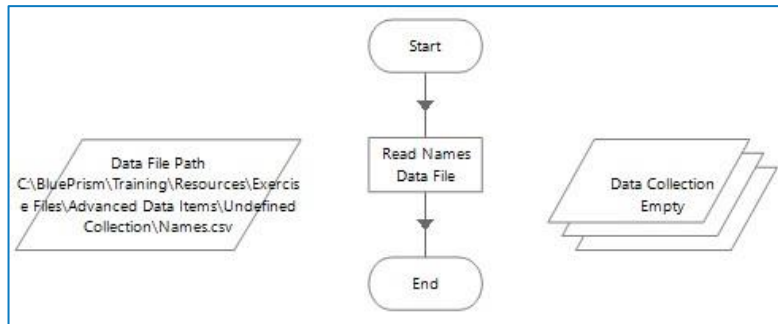 Start
Data File Path
C:\BluePrism\Training\Resources\Exercis
e Files\Advanced Data Items\Undefined
Collection\Names.csv
Read Names
Data File
Data Collection
Empty
End